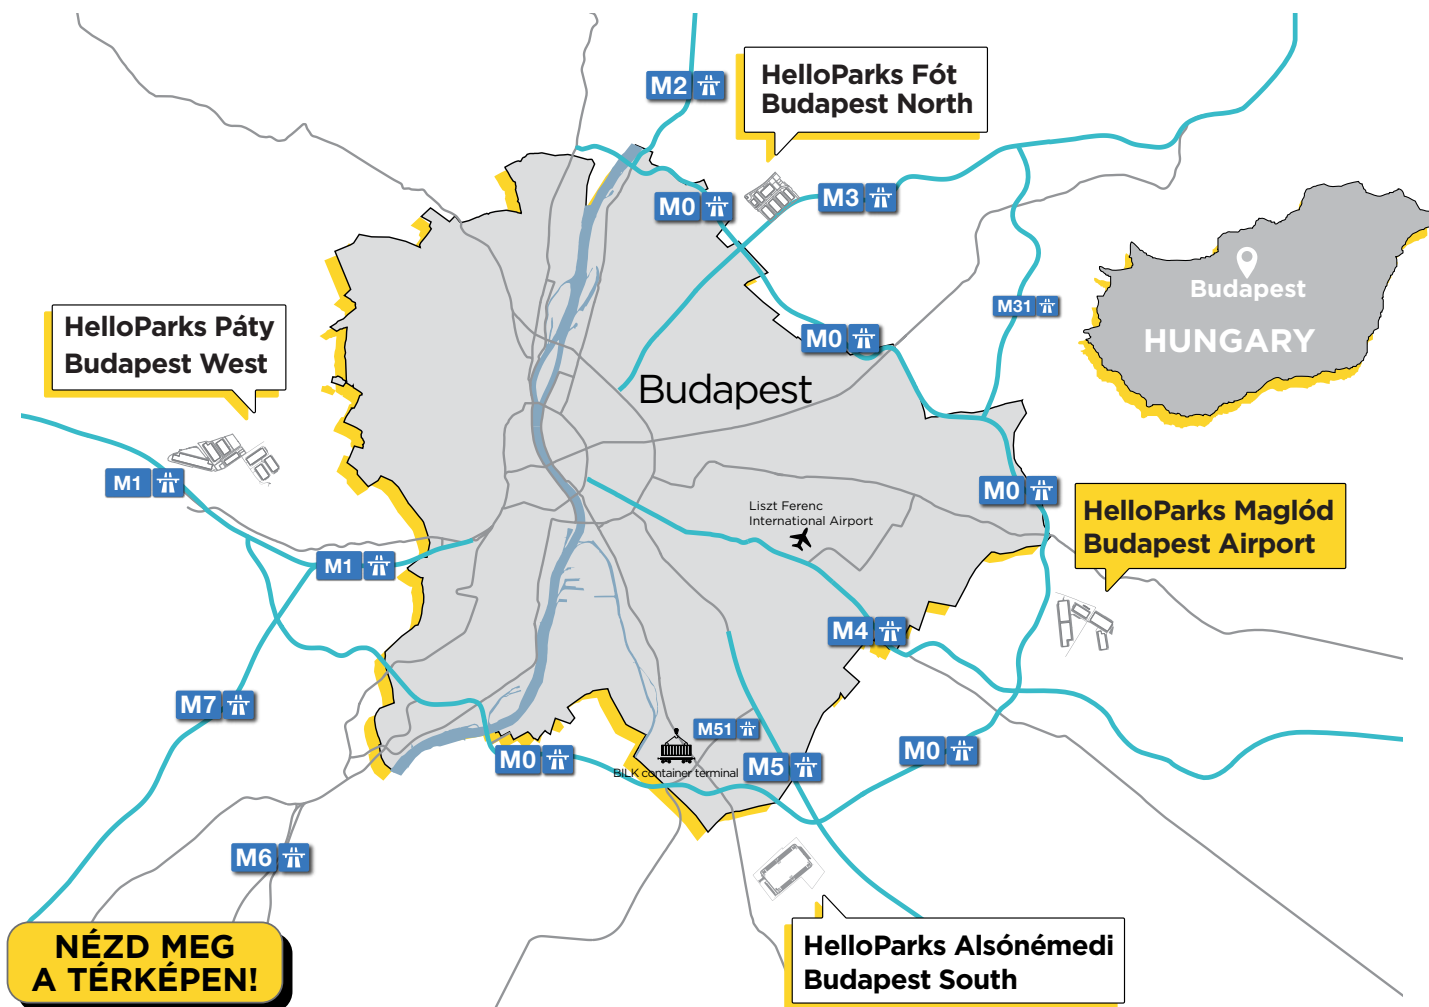 M2
HelloParks Fót
Budapest North
M0
M3
Budapest
HUNGARY
M31
HelloParks Páty
Budapest West
M0
Budapest
M1
M0
Liszt Ferenc
International Airport
HelloParks Maglód
Budapest Airport
M1
M4
M7
M51
M0
M0
BILK container terminal
M5
M6
HelloParks Alsónémedi
Budapest South
NÉZD MEG
A TÉRKÉPEN!